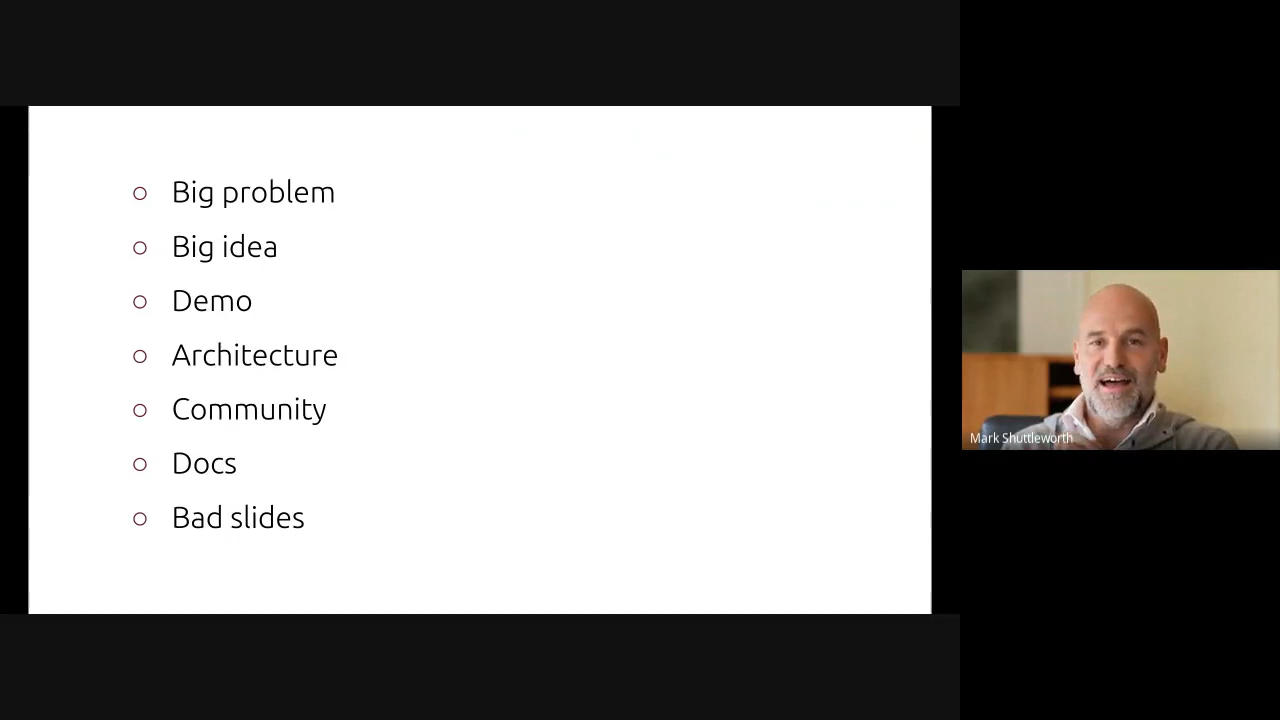 Big problem
Big idea
Demo
Architecture
Community
Docs
Bad slides
Mark Shuttleworth